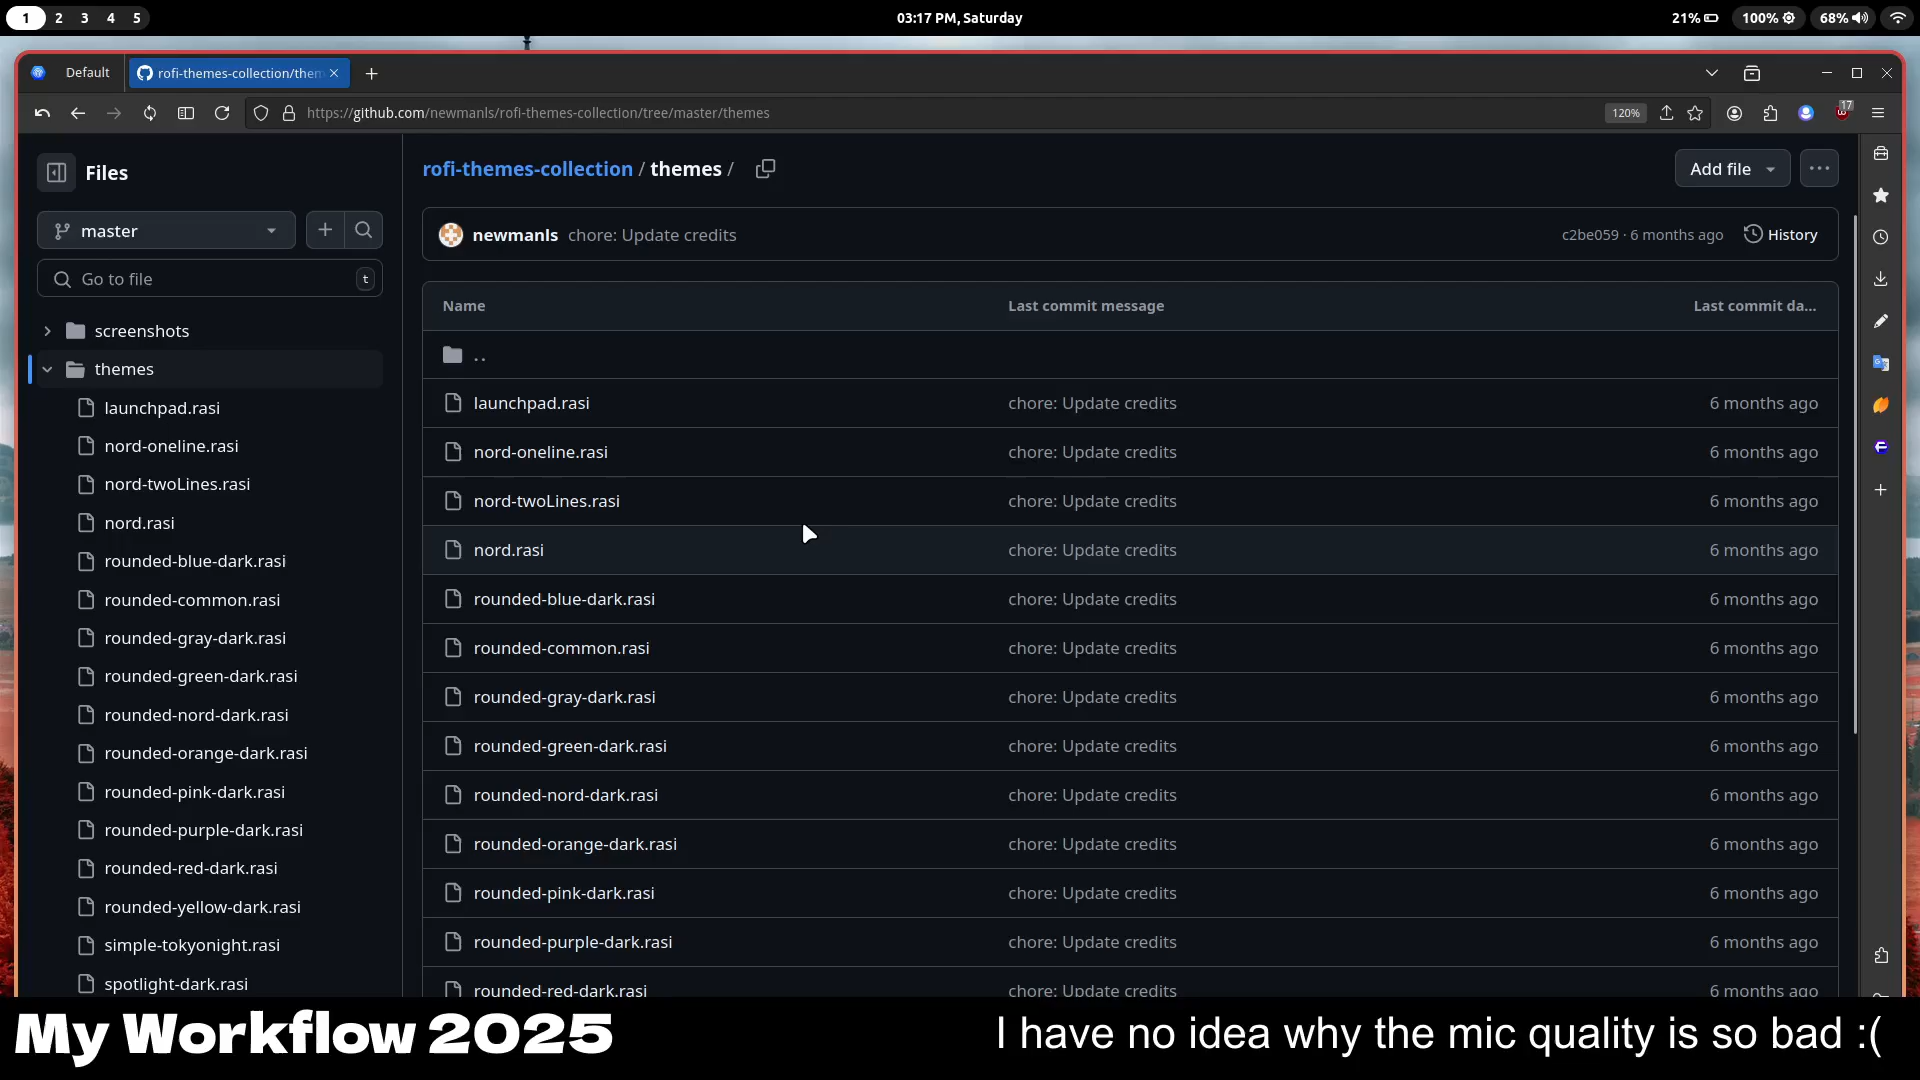 1 2 3 4 5
03:17 PM, Saturday
21% 100% 68%
Default
rofi-themes-collection/them
https://github.com/newmanls/rofi-themes-collection/tree/master/themes
120%
17
Files
master
Go to file
t
screenshots
themes
launchpad.rasi
nord-oneline.rasi
nord-twoLines.rasi
nord.rasi
rounded-blue-dark.rasi
rounded-common.rasi
rounded-gray-dark.rasi
rounded-green-dark.rasi
rounded-nord-dark.rasi
rounded-orange-dark.rasi
rounded-pink-dark.rasi
rounded-purple-dark.rasi
rounded-red-dark.rasi
rounded-yellow-dark.rasi
simple-tokyonight.rasi
spotlight-dark.rasi
rofi-themes-collection / themes /
Add file
newmanls chore: Update credits
c2be059 · 6 months ago
History
Name Last commit message Last commit da...
..
launchpad.rasi chore: Update credits 6 months ago
nord-oneline.rasi chore: Update credits 6 months ago
nord-twoLines.rasi chore: Update credits 6 months ago
nord.rasi chore: Update credits 6 months ago
rounded-blue-dark.rasi chore: Update credits 6 months ago
rounded-common.rasi chore: Update credits 6 months ago
rounded-gray-dark.rasi chore: Update credits 6 months ago
rounded-green-dark.rasi chore: Update credits 6 months ago
rounded-nord-dark.rasi chore: Update credits 6 months ago
rounded-orange-dark.rasi chore: Update credits 6 months ago
rounded-pink-dark.rasi chore: Update credits 6 months ago
rounded-purple-dark.rasi chore: Update credits 6 months ago
rounded-red-dark.rasi chore: Update credits 6 months ago
My Workflow 2025
I have no idea why the mic quality is so bad :(